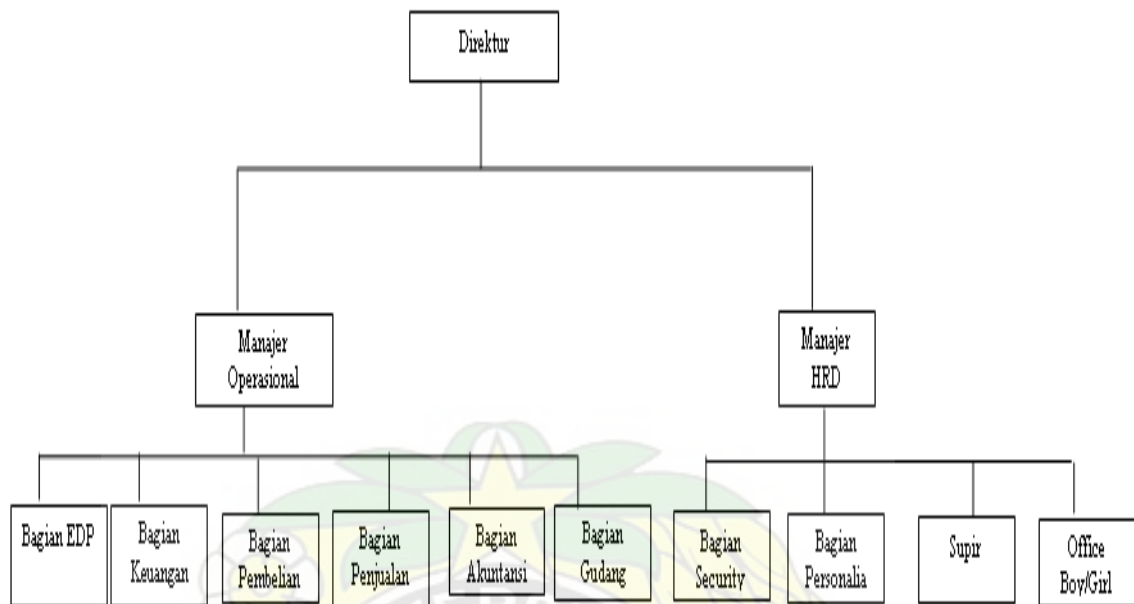 Direktur
Manajer
Operasional
Manajer
HRD
Bagian EDP
Bagian
Keuangan
Bagian
Pembelian
Bagian
Penjualan
Bagian
Akuntansi
Bagian
Gudang
Bagian
Security
Bagian
Personalia
Supir
Office
Boy/Girl